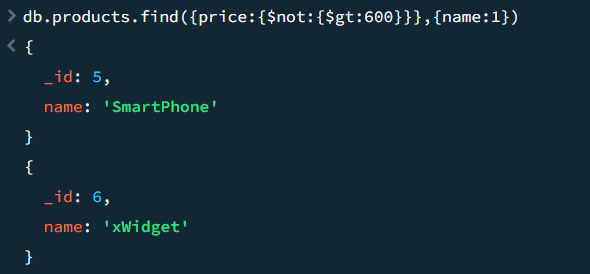 > db.products.find({price:{$not:{$gt:600}}},{name:1})
< {
_id: 5,
name: 'SmartPhone'
}
{
_id: 6,
name: 'xWidget'
}